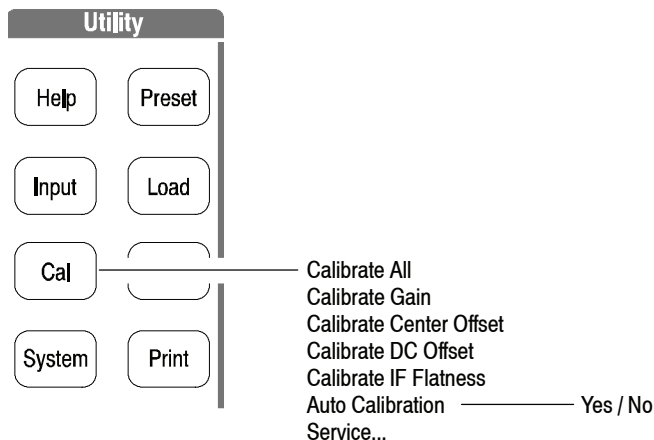 Utility
Help Preset
Input Load
Cal
System Print
Calibrate All
Calibrate Gain
Calibrate Center Offset
Calibrate DC Offset
Calibrate IF Flatness
Auto Calibration Yes / No
Service...